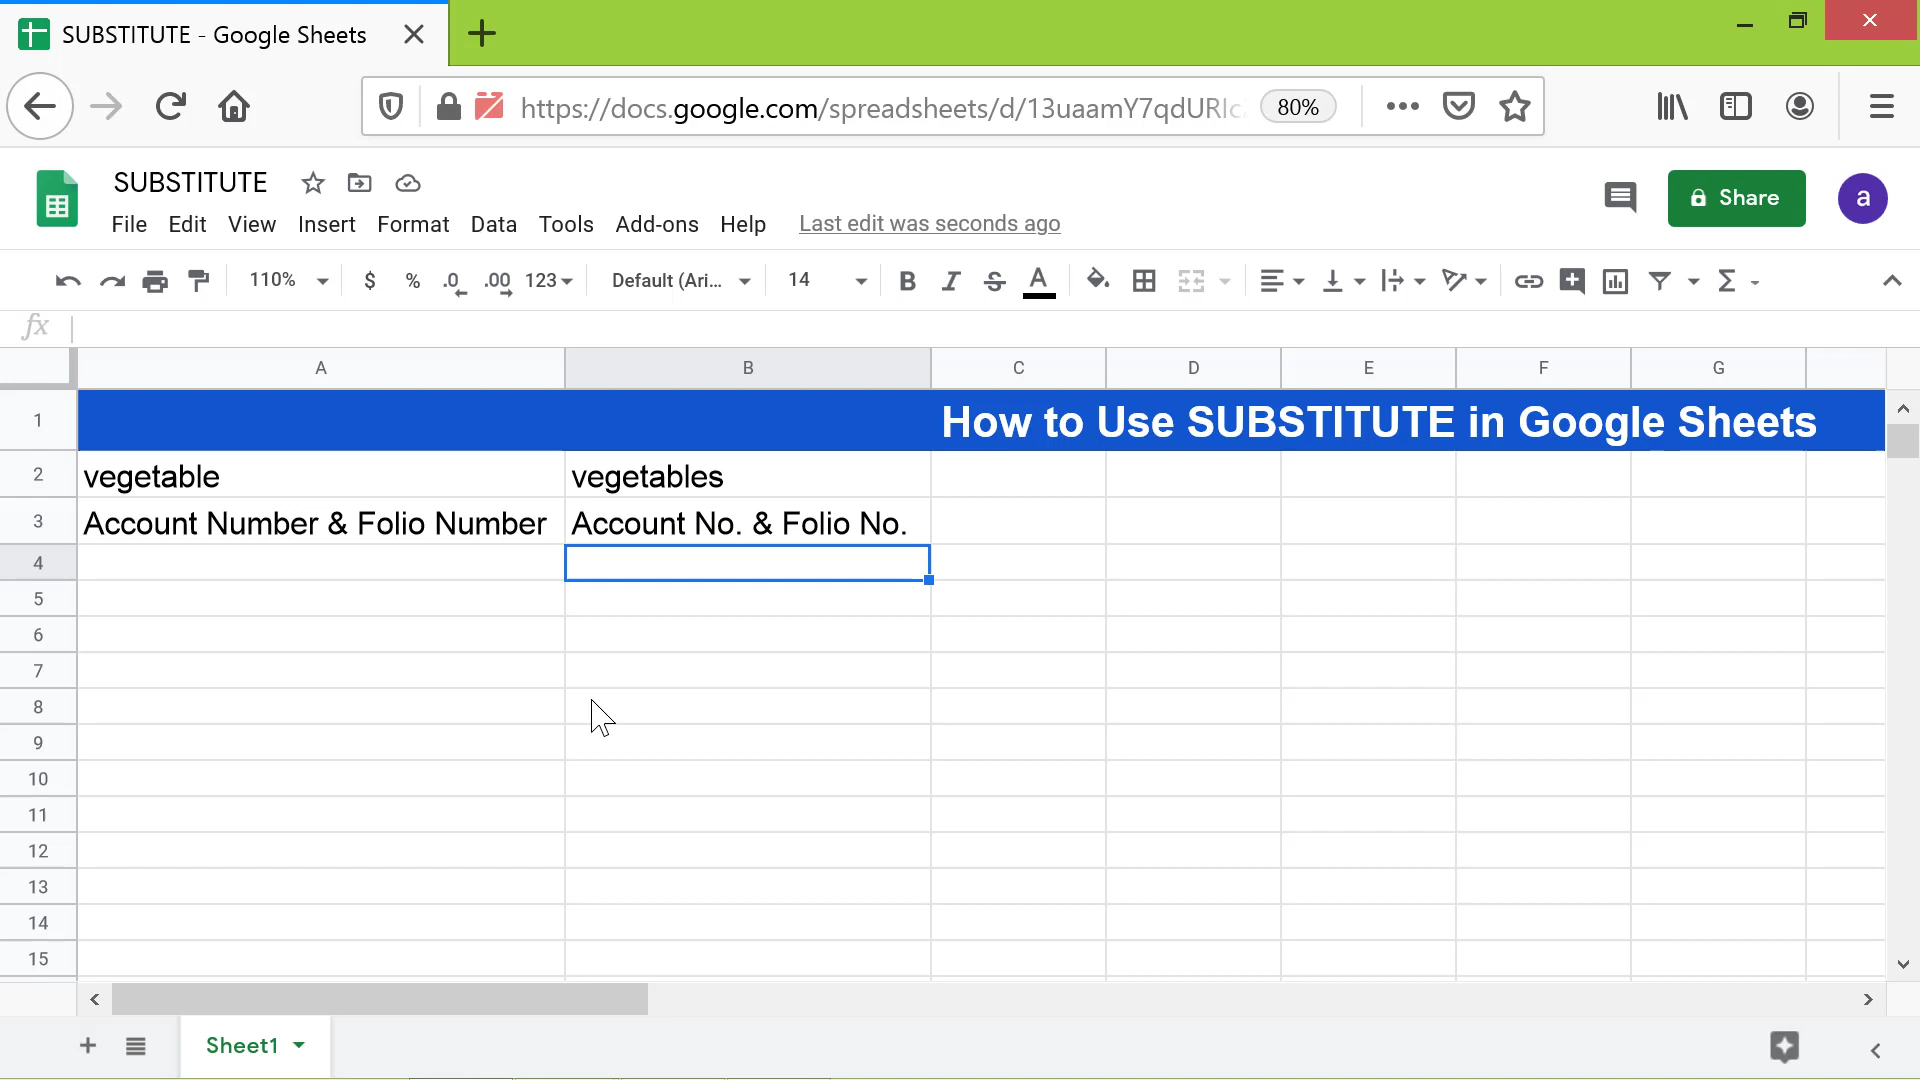 SUBSTITUTE - Google Sheets
https://docs.google.com/spreadsheets/d/13uaamY7qdURIc
80%
SUBSTITUTE
File Edit View Insert Format Data Tools Add-ons Help Last edit was seconds ago
Share
a
110% $ % .0 .00 123 Default (Ari... 14 B I S A Σ
fx
A B C D E F G
1 How to Use SUBSTITUTE in Google Sheets
2 vegetable vegetables
3 Account Number & Folio Number Account No. & Folio No.
4
5
6
7
8
9
10
11
12
13
14
15
Sheet1